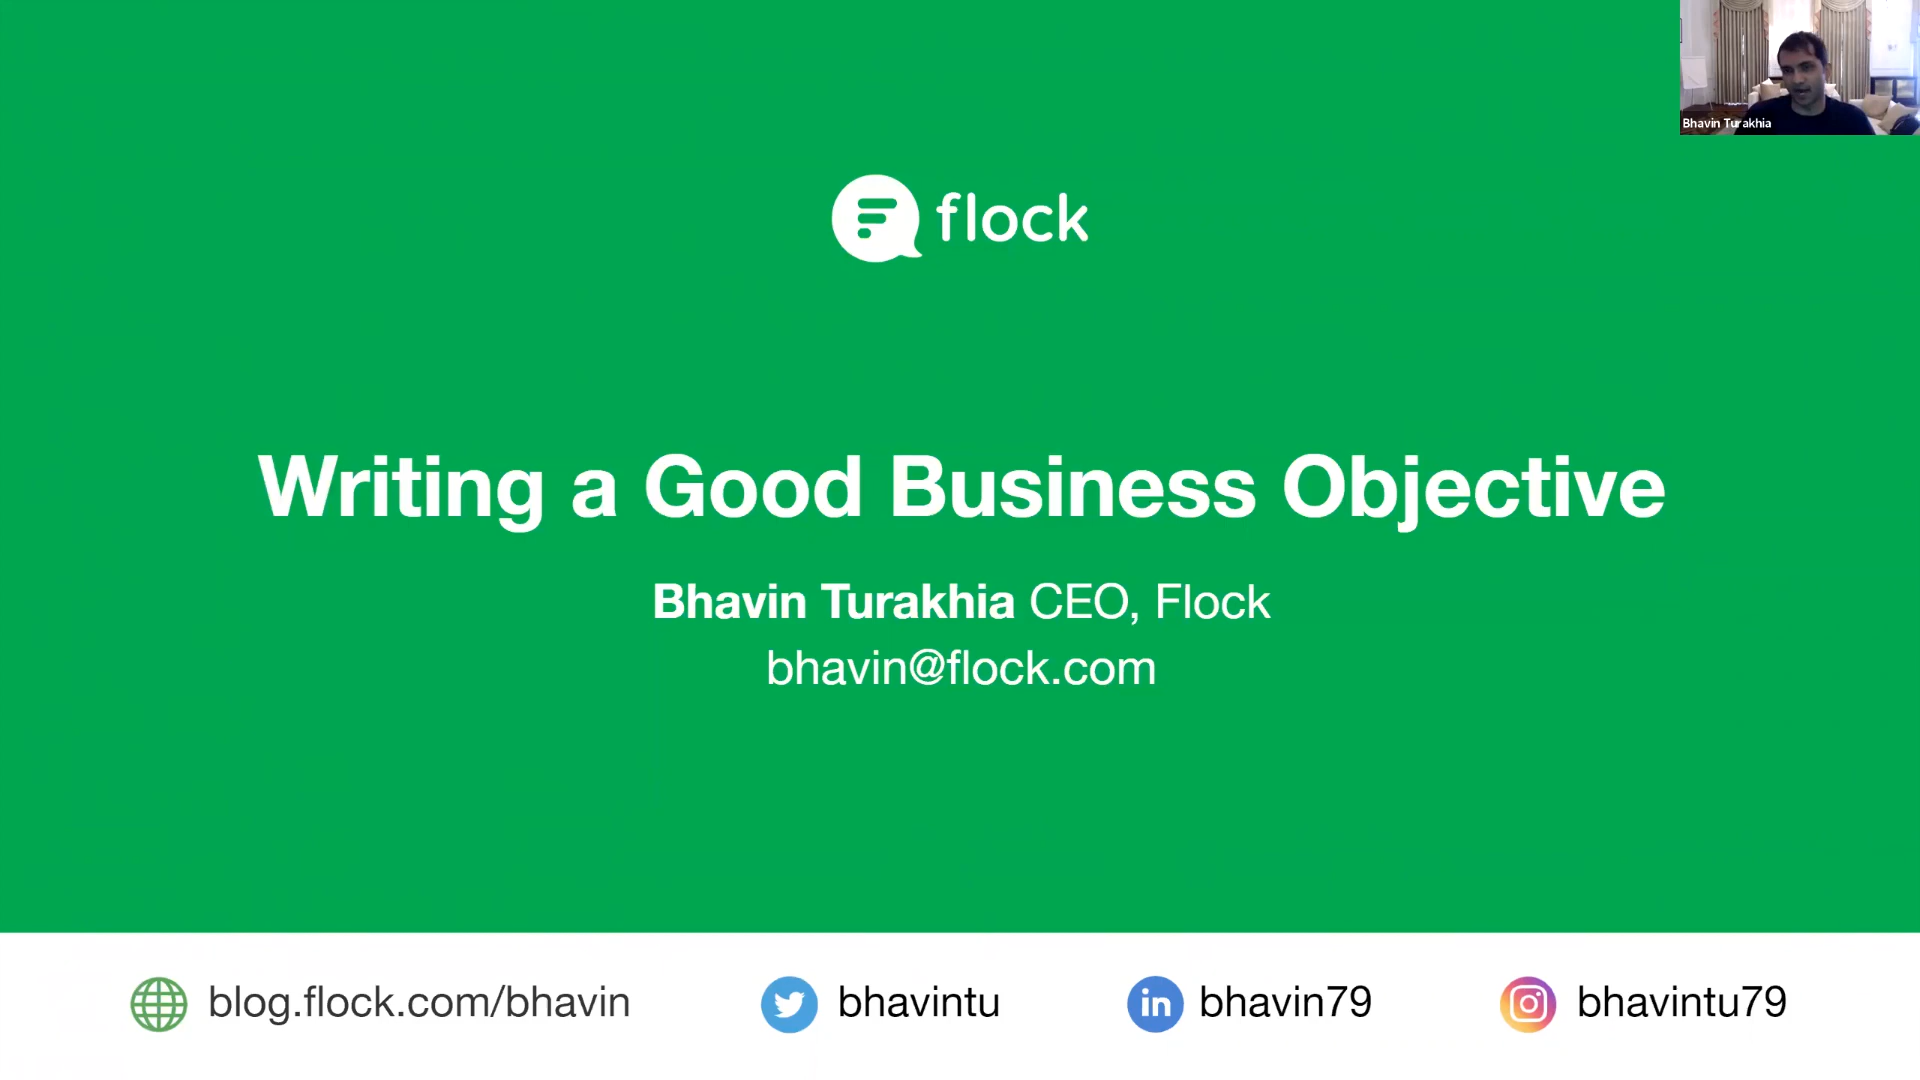 Bhavin Turakhia
flock
Writing a Good Business Objective
Bhavin Turakhia CEO, Flock
bhavin@flock.com
blog.flock.com/bhavin
bhavintu
in
bhavin79
bhavintu79